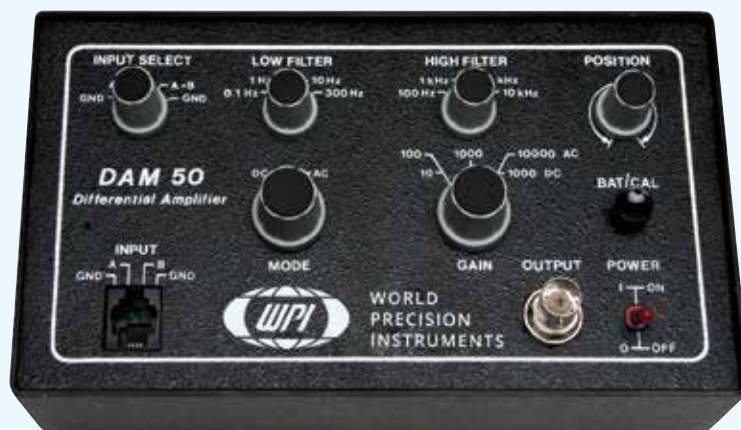 INPUT SELECT
LOW FILTER
HIGH FILTER
POSITION
A-B
GND
GND
1 Hz
10 Hz
0.1 Hz
300 Hz
1 kHz
kHz
100 Hz
10 kHz
DAM 50
Differential Amplifier
DC
AC
MODE
100
1000
10000 AC
10
1000 DC
GAIN
BAT/CAL
INPUT
A
B
GND
GND
WPI
WORLD
PRECISION
INSTRUMENTS
OUTPUT
POWER
I
ON
0
OFF